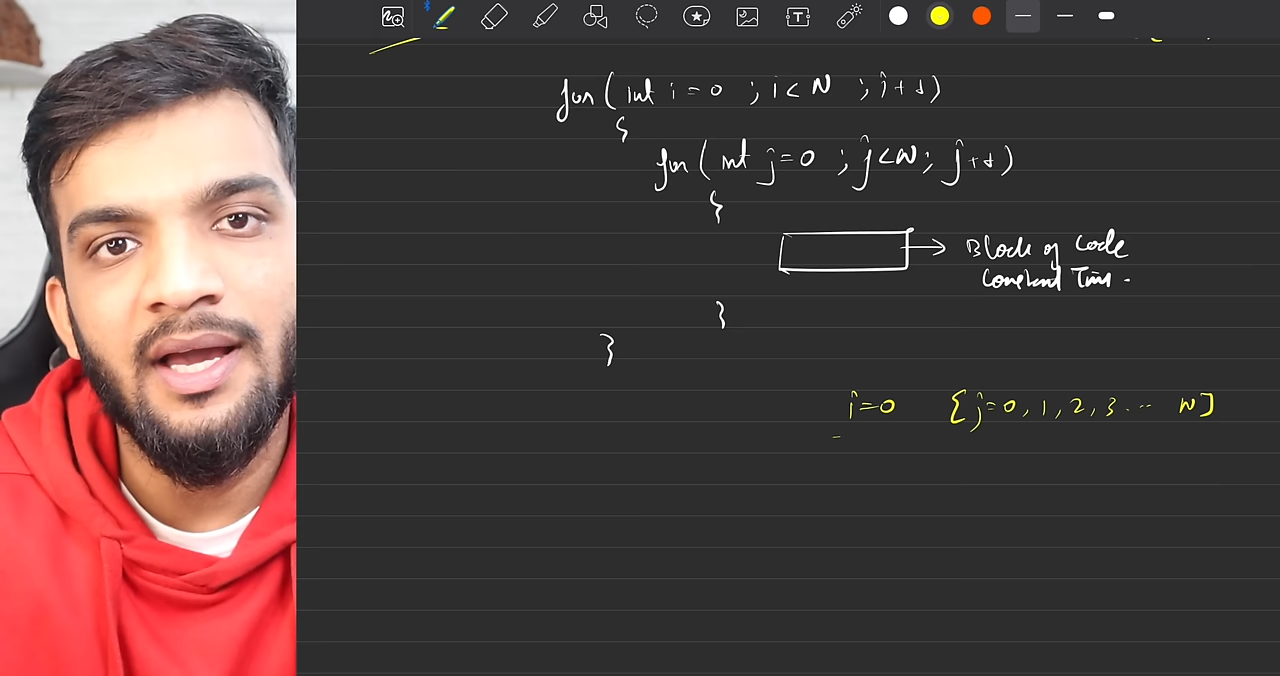 for ( int i = 0 ; i < N ; i++ )
{
for ( int j = 0 ; j < N ; j++ )
{
→ Block of Code
Constant Time.
}
}
i=0 { j=0, 1, 2, 3 ... N ]